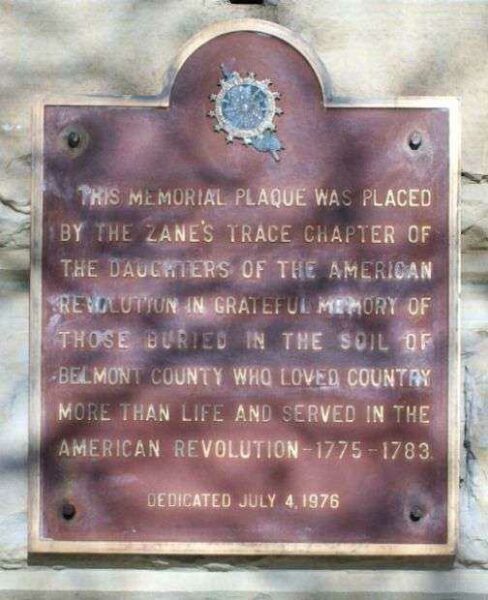 THIS MEMORIAL PLAQUE WAS PLACED
BY THE ZANE'S TRACE CHAPTER OF
THE DAUGHTERS OF THE AMERICAN
REVOLUTION IN GRATEFUL MEMORY OF
THOSE BURIED IN THE SOIL OF
BELMONT COUNTY WHO LOVED COUNTRY
MORE THAN LIFE AND SERVED IN THE
AMERICAN REVOLUTION-1775-1783.
DEDICATED JULY 4, 1976